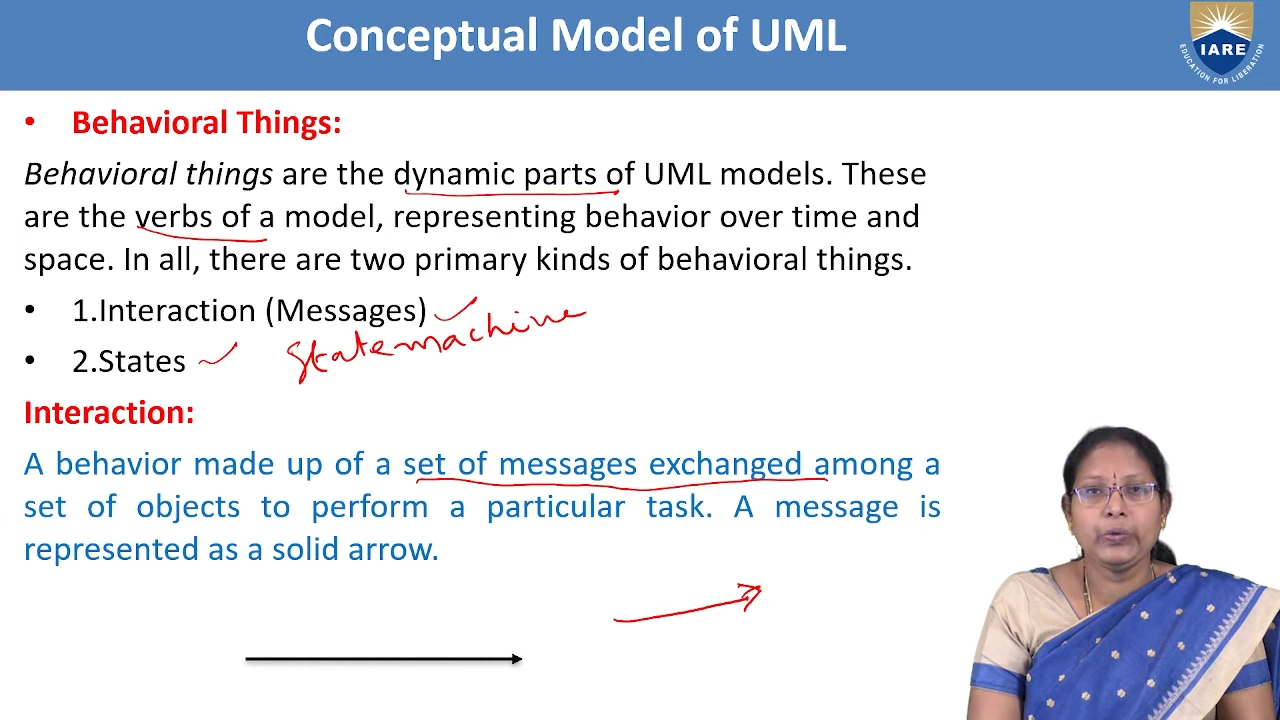 Conceptual Model of UML
IARE
EDUCATION FOR LIBERATION
• Behavioral Things:
Behavioral things are the dynamic parts of UML models. These
are the verbs of a model, representing behavior over time and
space. In all, there are two primary kinds of behavioral things.
• 1.Interaction (Messages)
• 2.States
Statemachine
Interaction:
A behavior made up of a set of messages exchanged among a
set of objects to perform a particular task. A message is
represented as a solid arrow.